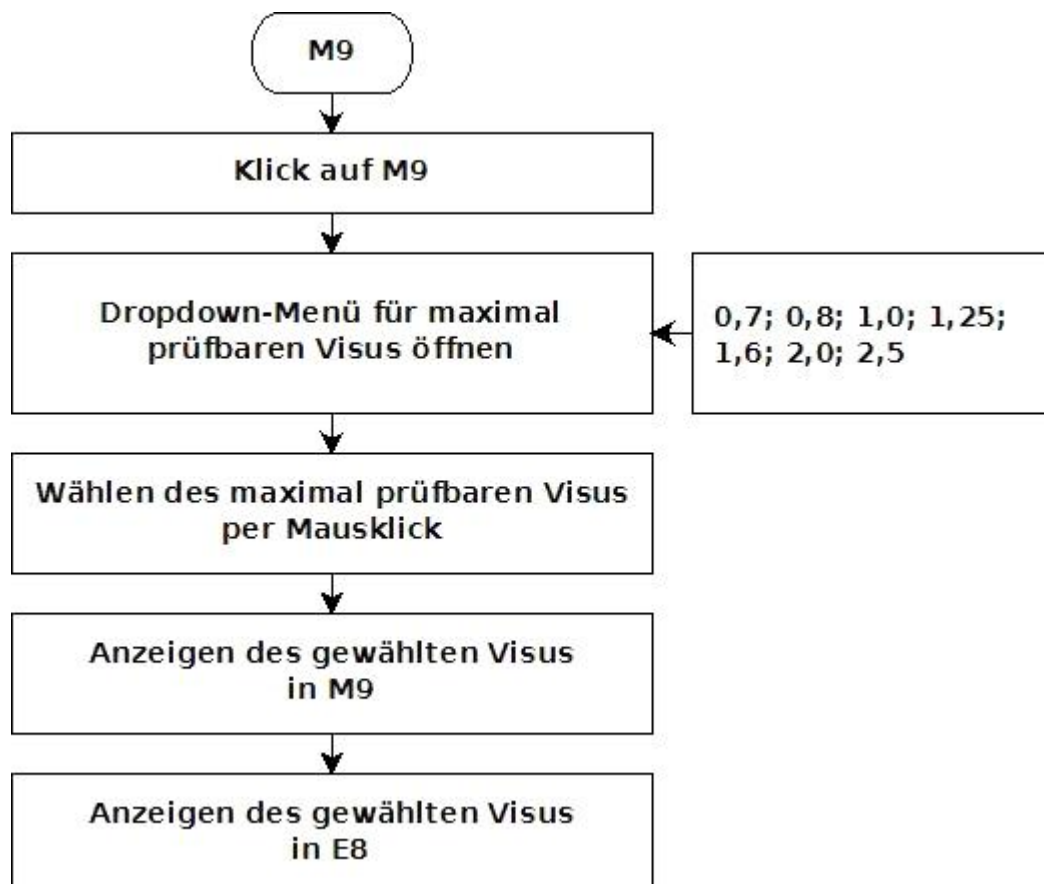 M9
Klick auf M9
Dropdown-Menü für maximal
prüfbaren Visus öffnen
0,7; 0,8; 1,0; 1,25;
1,6; 2,0; 2,5
Wählen des maximal prüfbaren Visus
per Mausklick
Anzeigen des gewählten Visus
in M9
Anzeigen des gewählten Visus
in E8